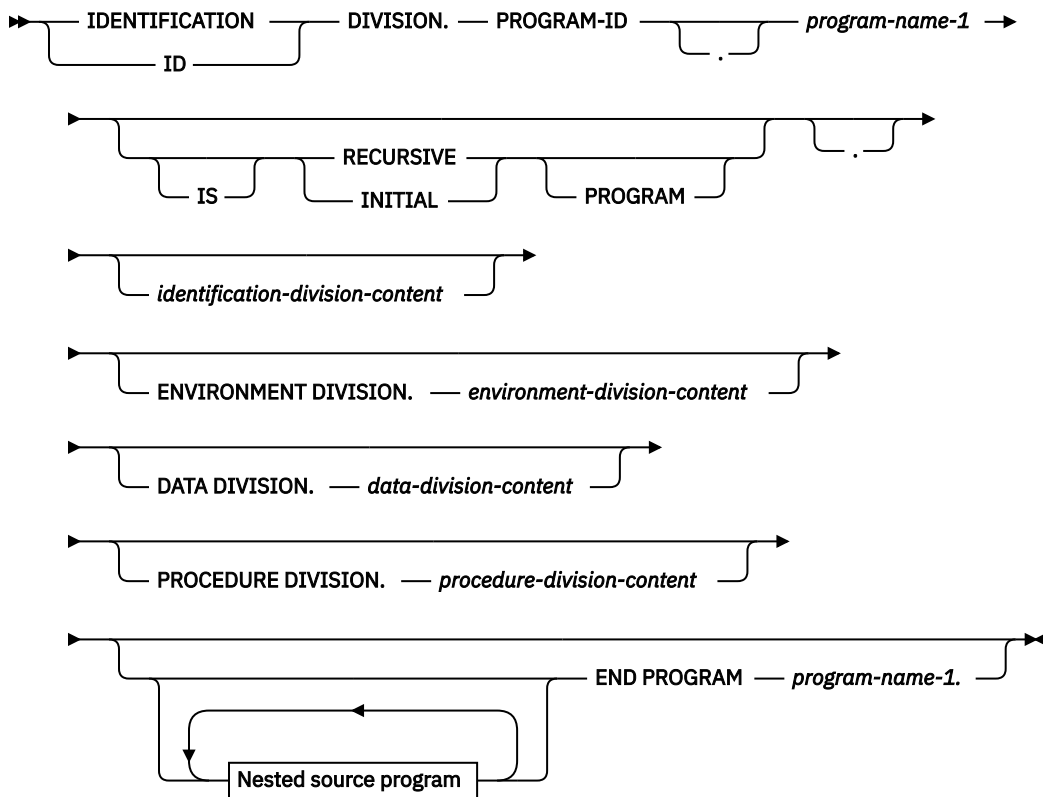 IDENTIFICATION DIVISION. PROGRAM-ID program-name-1
ID .
RECURSIVE .
IS INITIAL PROGRAM
identification-division-content
ENVIRONMENT DIVISION. environment-division-content
DATA DIVISION. data-division-content
PROCEDURE DIVISION. procedure-division-content
END PROGRAM program-name-1.
Nested source program